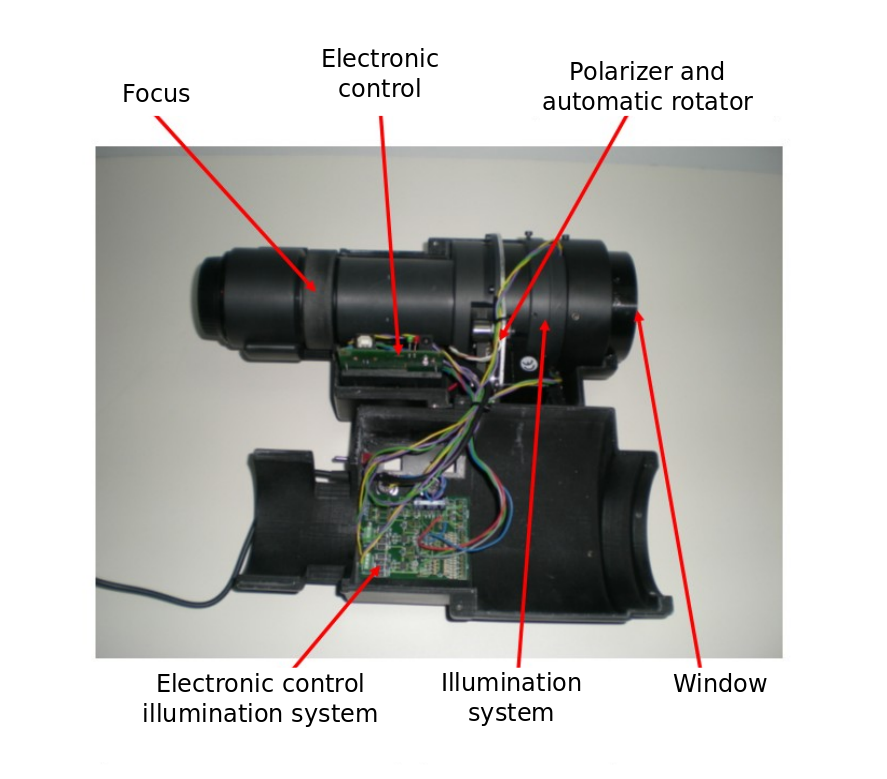 Focus
Electronic
control
Polarizer and
automatic rotator
Electronic control
illumination system
Illumination
system
Window